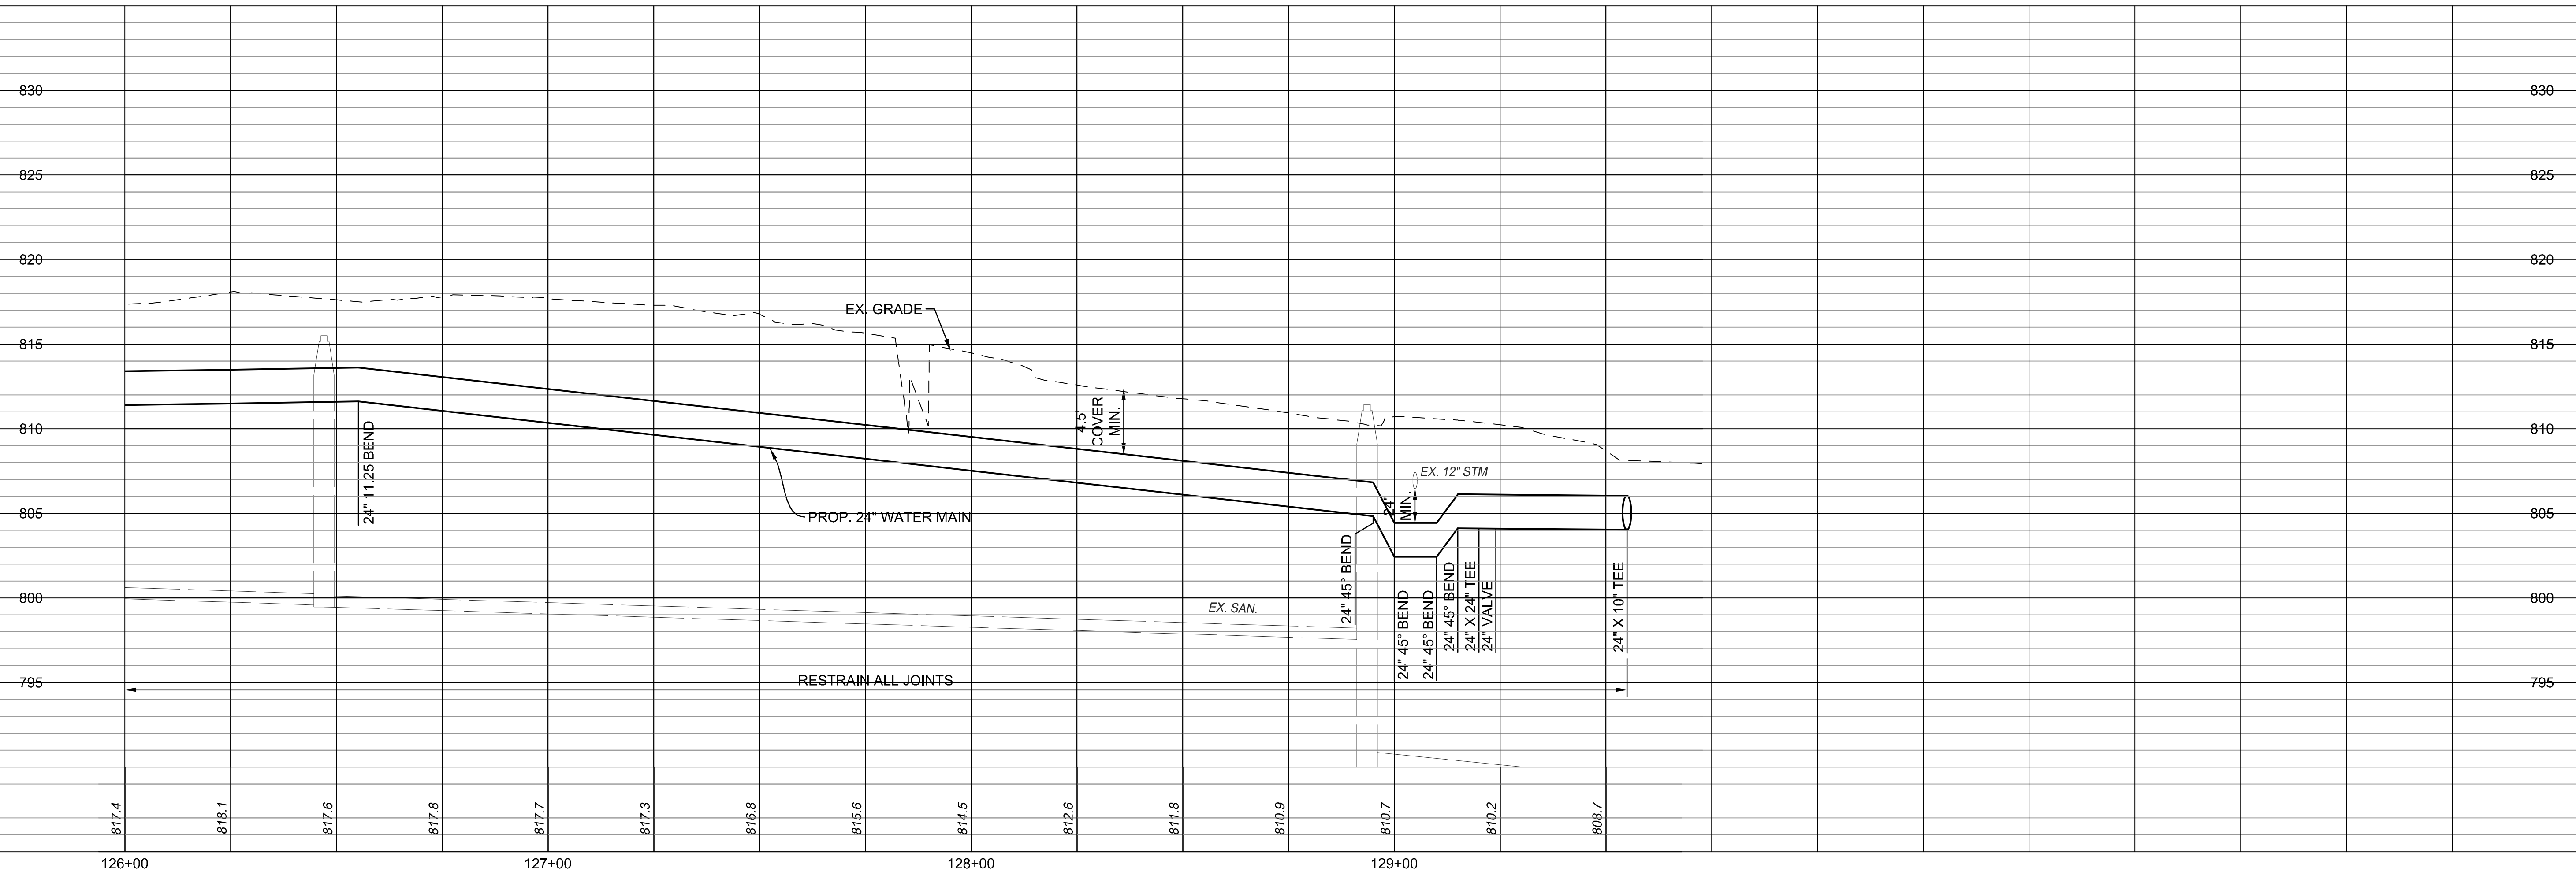 830
830
825
825
820
820
EX. GRADE
815
815
4.5'
COVER
MIN.
810
810
24" 11.25 BEND
EX. 12" STM
24"
MIN.
805
PROP. 24" WATER MAIN
805
24" 45° BEND
24" 45° BEND
24" 45° BEND
24" 45° BEND
24" X 24" TEE
24" VALVE
24" X 10" TEE
800
EX. SAN.
800
795
RESTRAIN ALL JOINTS
795
817.4
818.1
817.6
817.8
817.7
817.3
816.8
815.6
814.5
812.6
811.8
810.9
810.7
810.2
808.7
126+00
127+00
128+00
129+00